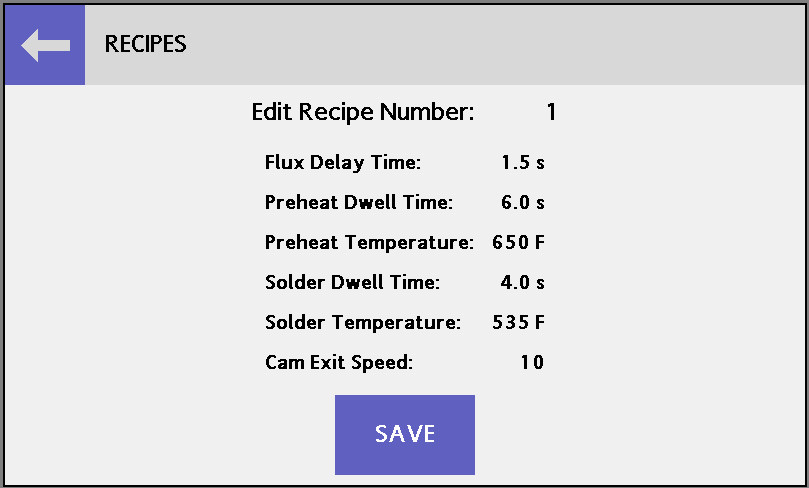 RECIPES
Edit Recipe Number: 1
Flux Delay Time: 1.5 s
Preheat Dwell Time: 6.0 s
Preheat Temperature: 650 F
Solder Dwell Time: 4.0 s
Solder Temperature: 535 F
Cam Exit Speed: 10
SAVE